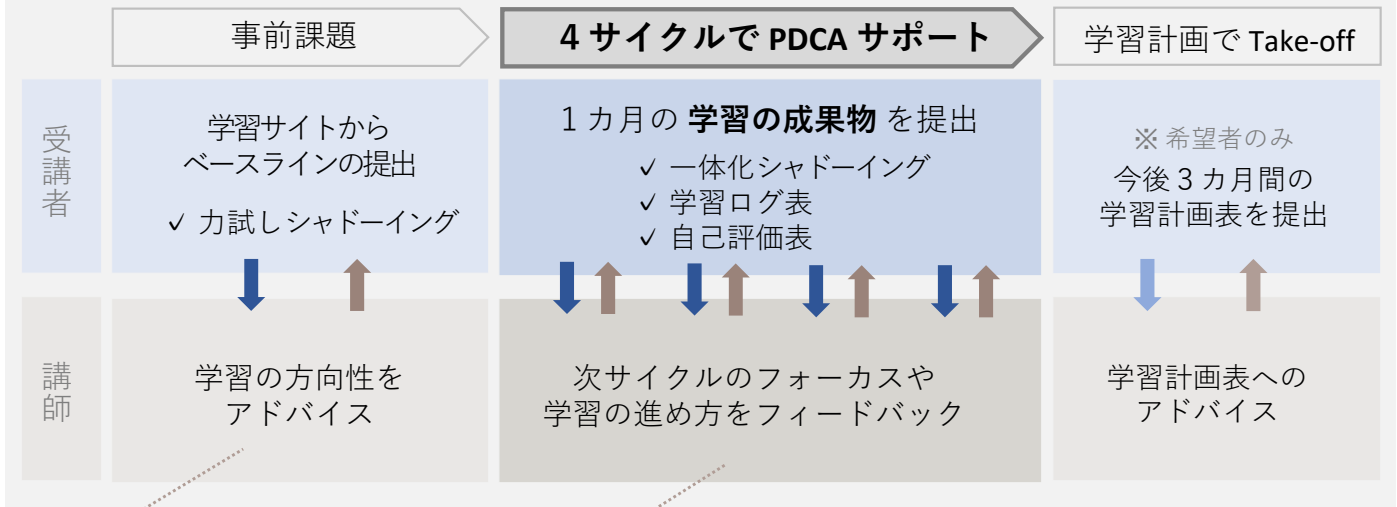 事前課題
4 サイクルで PDCA サポート
学習計画で Take-off
受講者
学習サイトから
ベースラインの提出
✓ 力試しシャドーイング
1 カ月の 学習の成果物 を提出
✓ 一体化シャドーイング
✓ 学習ログ表
✓ 自己評価表
※ 希望者のみ
今後 3 カ月間の
学習計画表を提出
講師
学習の方向性を
アドバイス
次サイクルのフォーカスや
学習の進め方をフィードバック
学習計画表への
アドバイス